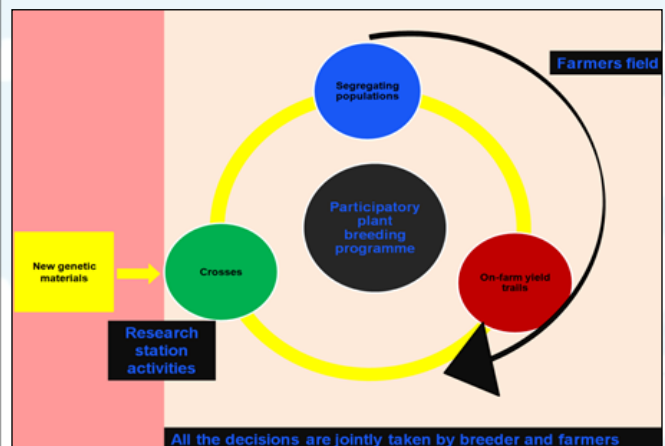 Farmers field
Segregating
populations
Participatory
plant
breeding
programme
New genetic
materials
Crosses
On-farm yield
trails
Research
station
activities
All the decisions are jointly taken by breeder and farmers